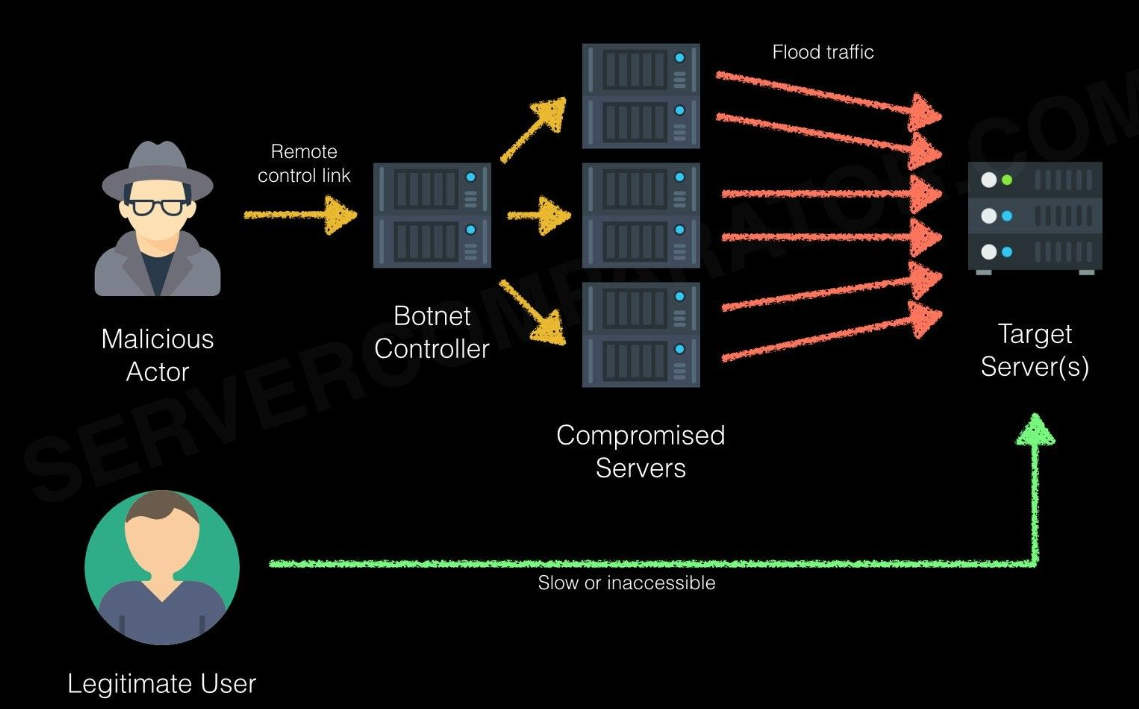 Flood traffic
Remote
control link
Malicious
Actor
Botnet
Controller
Compromised
Servers
Target
Server(s)
Slow or inaccessible
Legitimate User
SERVERCOMPARATOR.COM